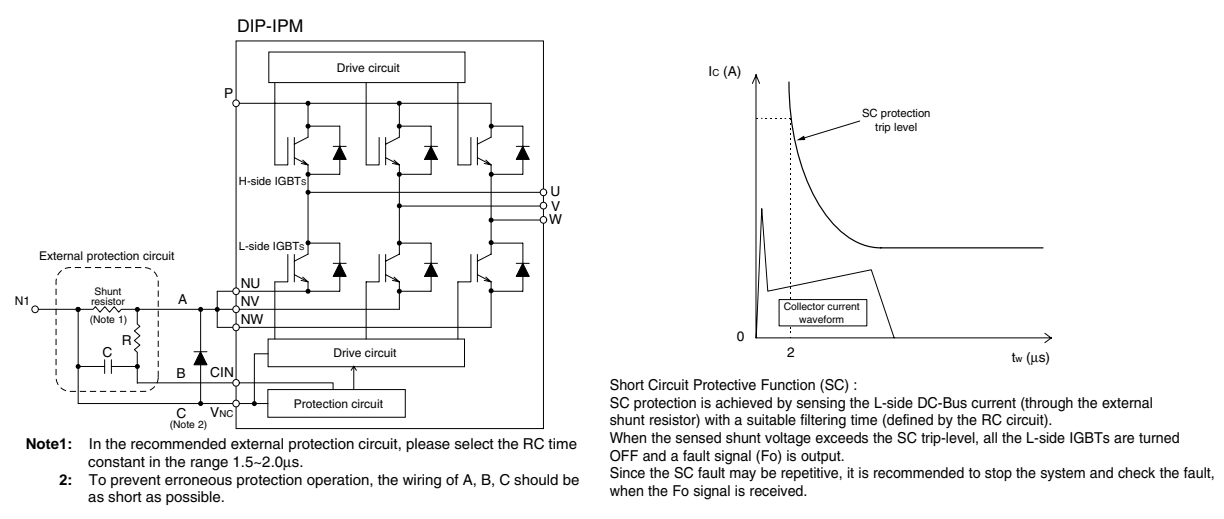 DIP-IPM
Drive circuit
P
H-side IGBTs
U
V
W
L-side IGBTs
External protection circuit
NU
Shunt
resistor
(Note 1)
A
N1
NV
NW
R
C
Drive circuit
B
CIN
Protection circuit
C
(Note 2)
VNC
Note1: In the recommended external protection circuit, please select the RC time
constant in the range 1.5~2.0μs.
2: To prevent erroneous protection operation, the wiring of A, B, C should be
as short as possible.
IC (A)
SC protection
trip level
Collector current
waveform
0
2
tw (μs)
Short Circuit Protective Function (SC) :
SC protection is achieved by sensing the L-side DC-Bus current (through the external
shunt resistor) with a suitable filtering time (defined by the RC circuit).
When the sensed shunt voltage exceeds the SC trip-level, all the L-side IGBTs are turned
OFF and a fault signal (Fo) is output.
Since the SC fault may be repetitive, it is recommended to stop the system and check the fault,
when the Fo signal is received.